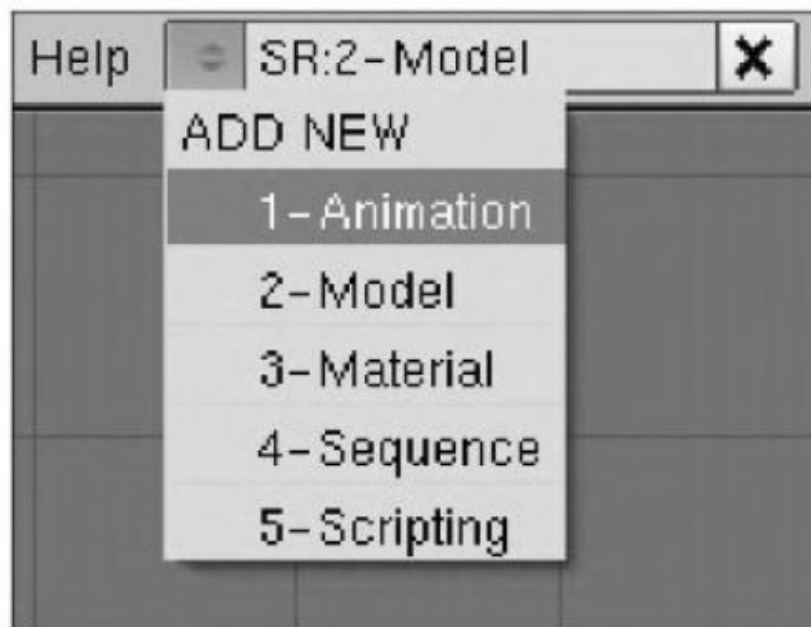 Help SR:2-Model X
ADD NEW
1-Animation
2-Model
3-Material
4-Sequence
5-Scripting